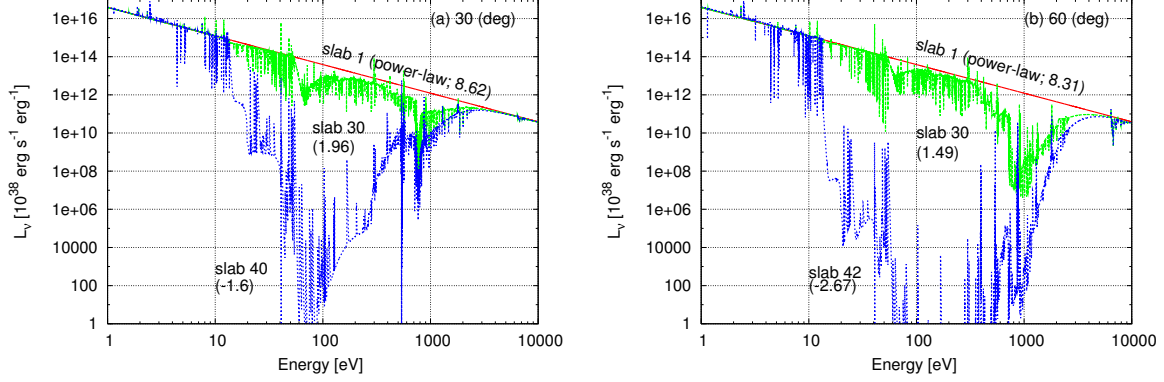 (a) 30 (deg)
slab 1 (power-law; 8.62)
slab 30
(1.96)
slab 40
(-1.6)
1e+16
1e+14
1e+12
1e+10
1e+08
1e+06
10000
100
1
1 10 100 1000 10000
Energy [eV]
Lν [10^38 erg s^-1 erg^-1]
(b) 60 (deg)
slab 1 (power-law; 8.31)
slab 30
(1.49)
slab 42
(-2.67)
1e+16
1e+14
1e+12
1e+10
1e+08
1e+06
10000
100
1
1 10 100 1000 10000
Energy [eV]
Lν [10^38 erg s^-1 erg^-1]